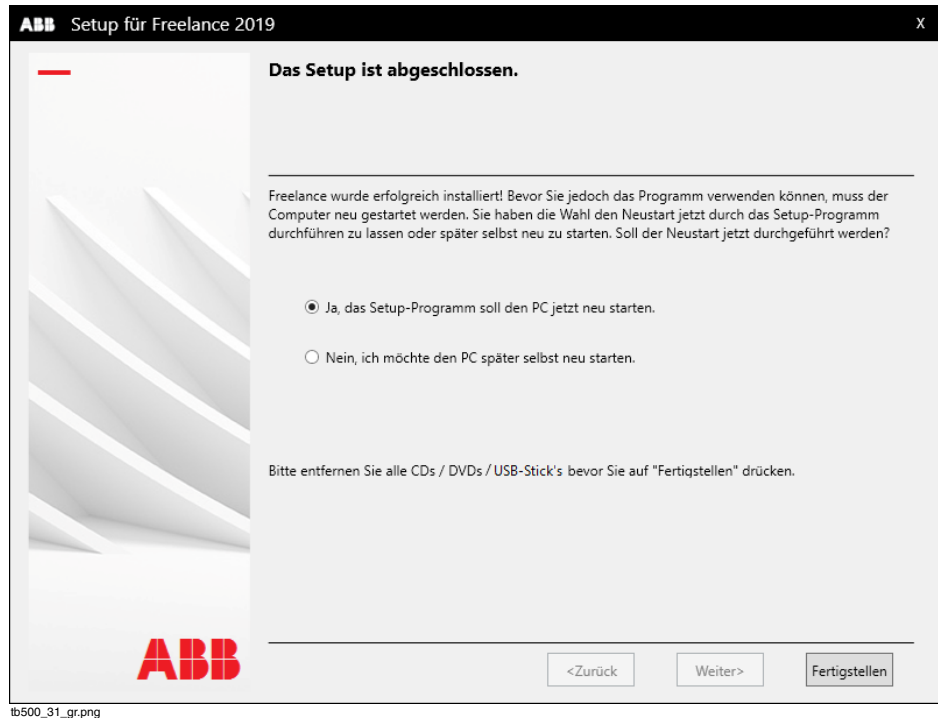 ABB Setup für Freelance 2019 X
Das Setup ist abgeschlossen.
Freelance wurde erfolgreich installiert! Bevor Sie jedoch das Programm verwenden können, muss der
Computer neu gestartet werden. Sie haben die Wahl den Neustart jetzt durch das Setup-Programm
durchführen zu lassen oder später selbst neu zu starten. Soll der Neustart jetzt durchgeführt werden?
Ja, das Setup-Programm soll den PC jetzt neu starten.
Nein, ich möchte den PC später selbst neu starten.
Bitte entfernen Sie alle CDs / DVDs / USB-Stick's bevor Sie auf "Fertigstellen" drücken.
ABB
<Zurück Weiter> Fertigstellen
tb500_31_gr.png